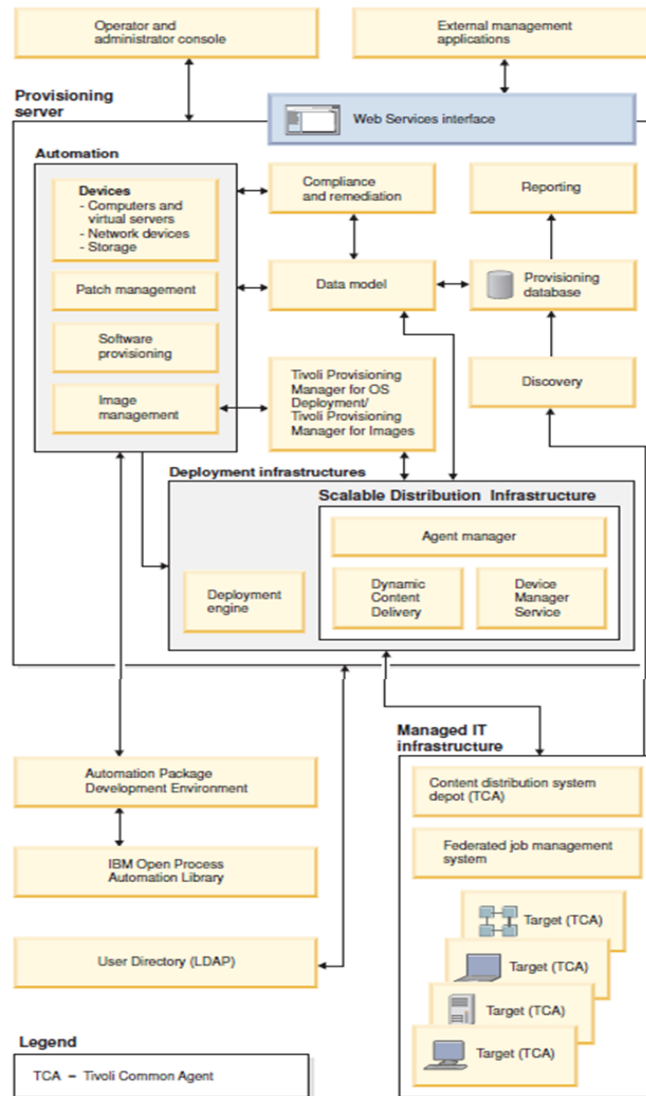 Operator and
administrator console
External management
applications
Provisioning
server
Web Services interface
Automation
Devices
- Computers and
virtual servers
- Network devices
- Storage
Compliance
and remediation
Reporting
Patch management
Data model
Provisioning
database
Software
provisioning
Image
management
Tivoli Provisioning
Manager for OS
Deployment/
Tivoli Provisioning
Manager for Images
Discovery
Deployment infrastructures
Scalable Distribution Infrastructure
Agent manager
Deployment
engine
Dynamic
Content
Delivery
Device
Manager
Service
Managed IT
infrastructure
Automation Package
Development Environment
Content distribution system
depot (TCA)
IBM Open Process
Automation Library
Federated job management
system
User Directory (LDAP)
Target (TCA)
Target (TCA)
Target (TCA)
Target (TCA)
Legend
TCA – Tivoli Common Agent